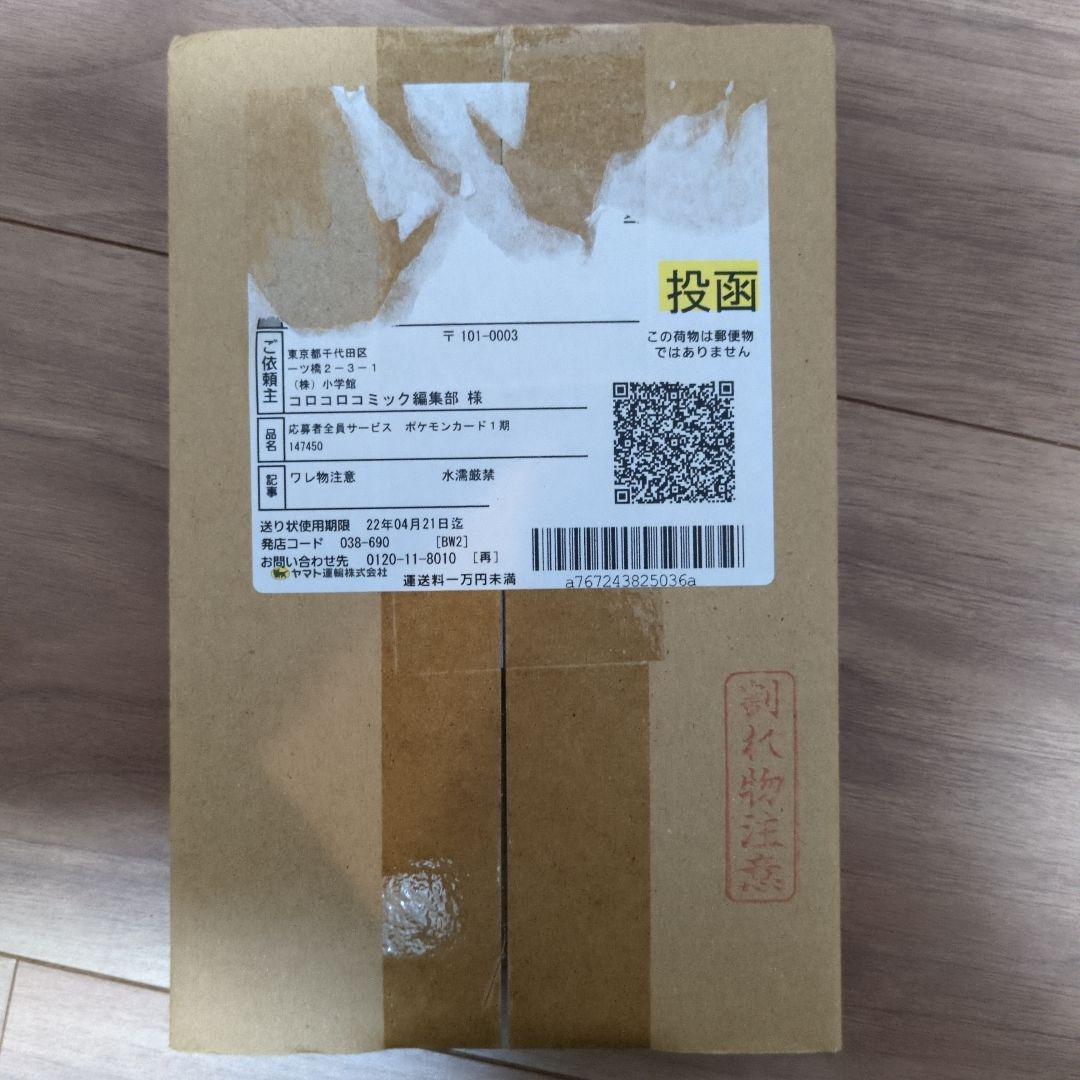 投函
この荷物は郵便物
ではありません
〒 101-0003
ご依頼主
東京都千代田区
一ツ橋2-3-1
(株) 小学館
コロコロコミック編集部 様
品名
応募者全員サービス ポケモンカード1期
147450
記事
ワレ物注意 水濡厳禁
送り状使用期限 22年04月21日迄
発店コード 038-690 [BW2]
お問い合わせ先 0120-11-8010 [再]
ヤマト運輸株式会社 運送料一万円未満
a767243825036a
割れ物注意